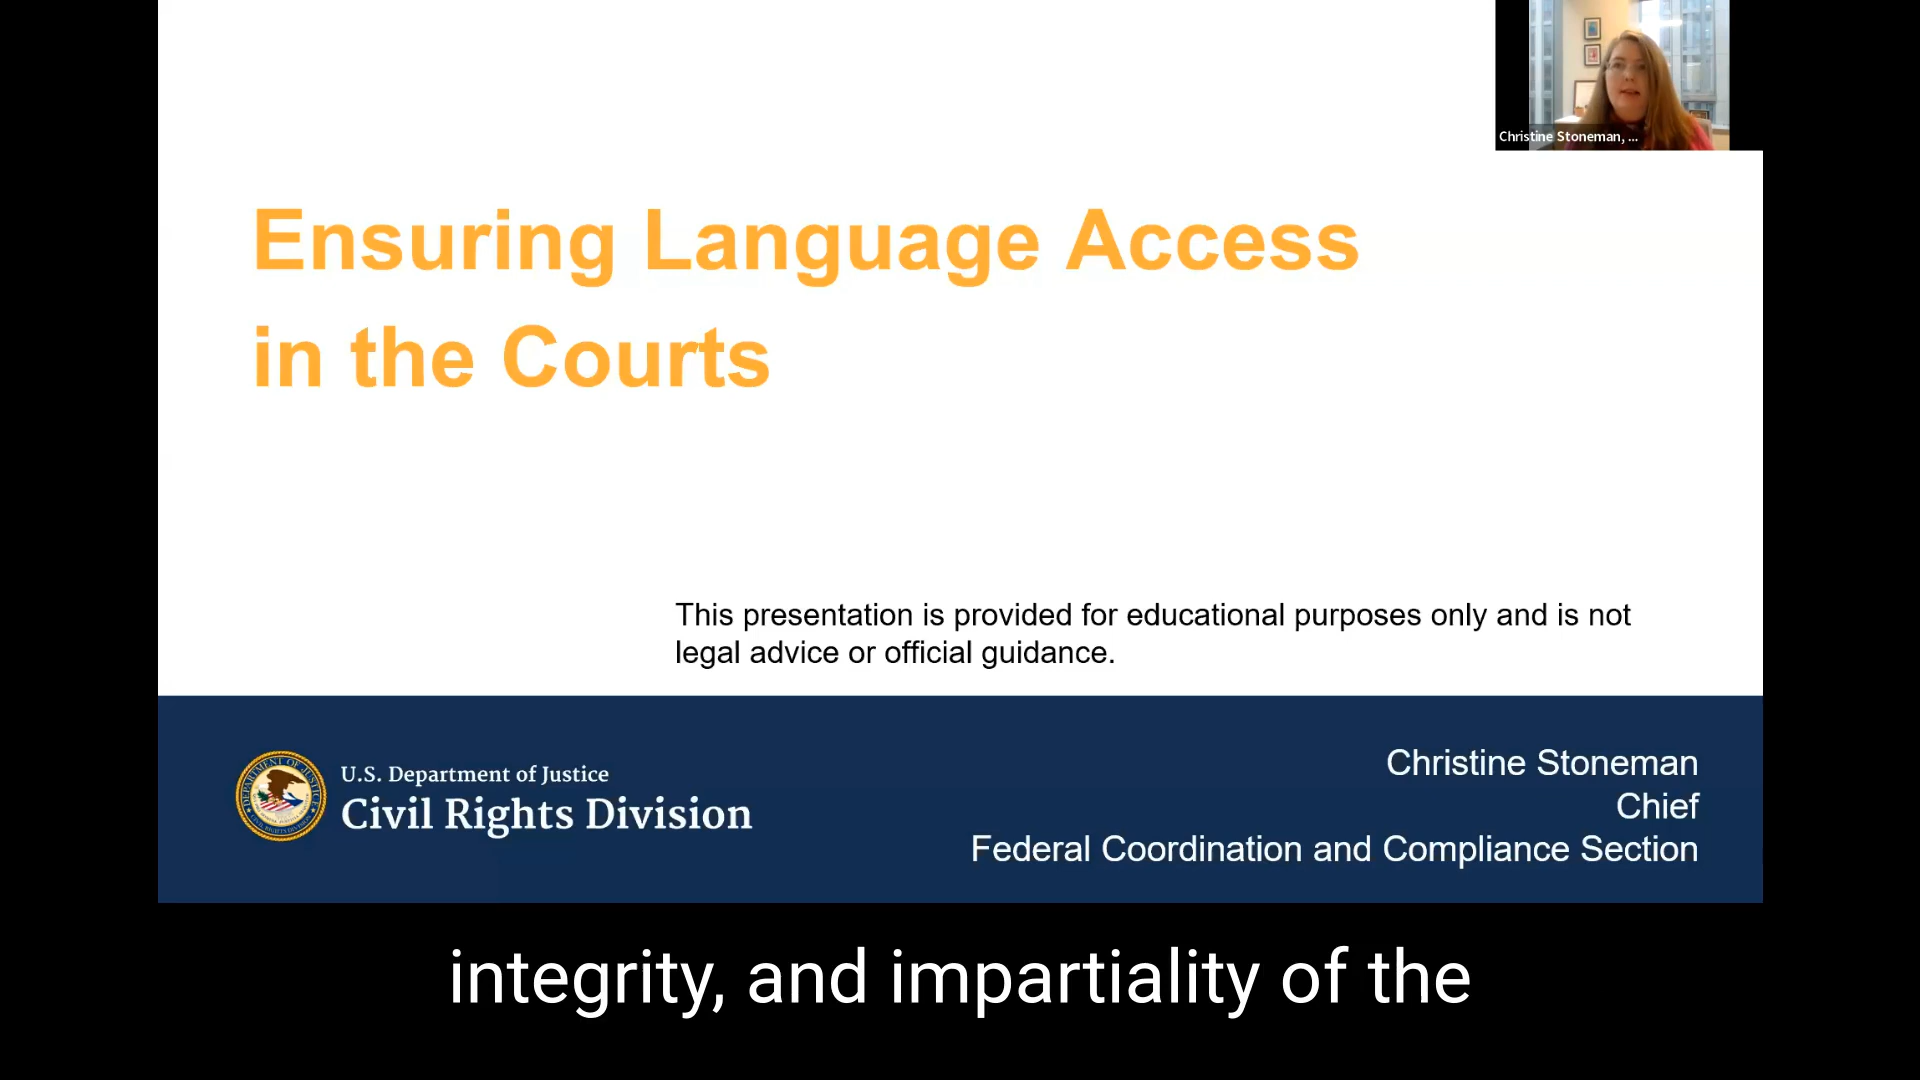 Christine Stoneman, ...
Ensuring Language Access
in the Courts
This presentation is provided for educational purposes only and is not
legal advice or official guidance.
U.S. Department of Justice
Civil Rights Division
Christine Stoneman
Chief
Federal Coordination and Compliance Section
integrity, and impartiality of the